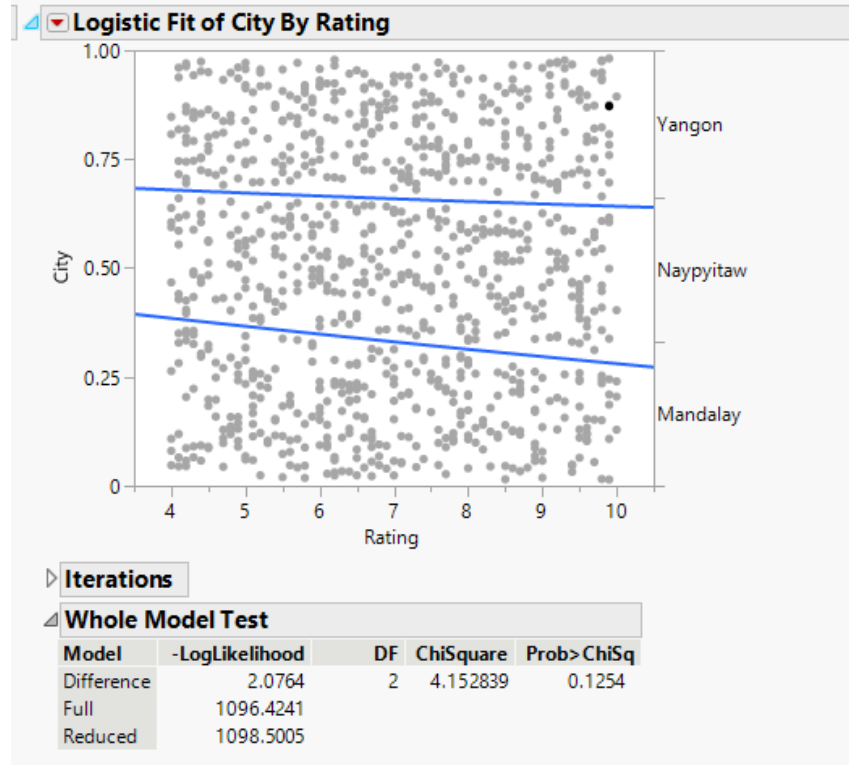 Logistic Fit of City By Rating
1.00
0.75
0.50
0.25
0
City
Yangon
Naypyitaw
Mandalay
4 5 6 7 8 9 10
Rating
Iterations
Whole Model Test
Model -LogLikelihood DF ChiSquare Prob>ChiSq
Difference 2.0764 2 4.152839 0.1254
Full 1096.4241
Reduced 1098.5005